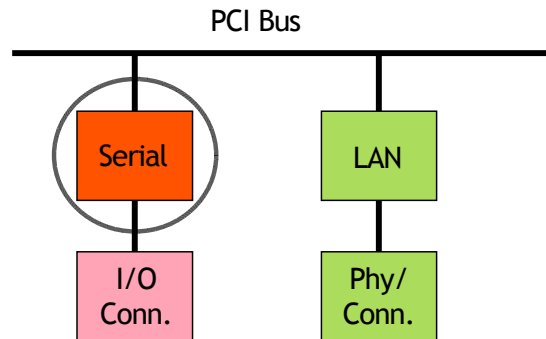 PCI Bus
Serial
LAN
I/O
Conn.
Phy/
Conn.